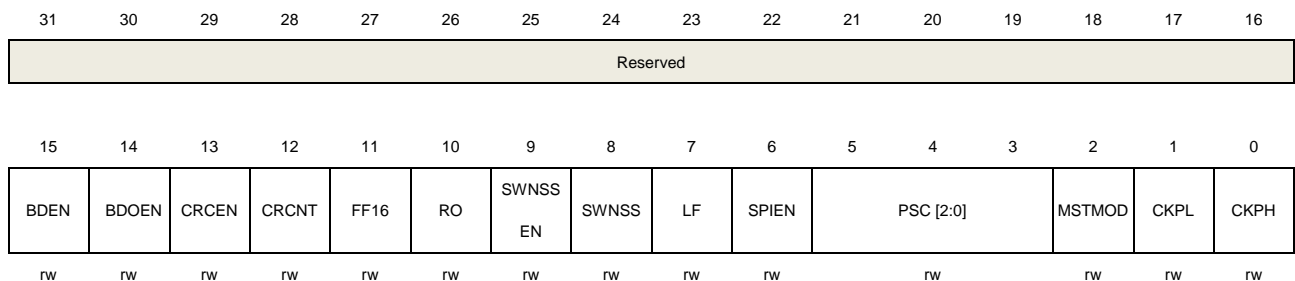 31 30 29 28 27 26 25 24 23 22 21 20 19 18 17 16
Reserved
15 14 13 12 11 10 9 8 7 6 5 4 3 2 1 0
BDEN BDOEN CRCEN CRCNT FF16 RO SWNSS EN SWNSS LF SPIEN PSC [2:0] MSTMOD CKPL CKPH
rw rw rw rw rw rw rw rw rw rw rw rw rw rw